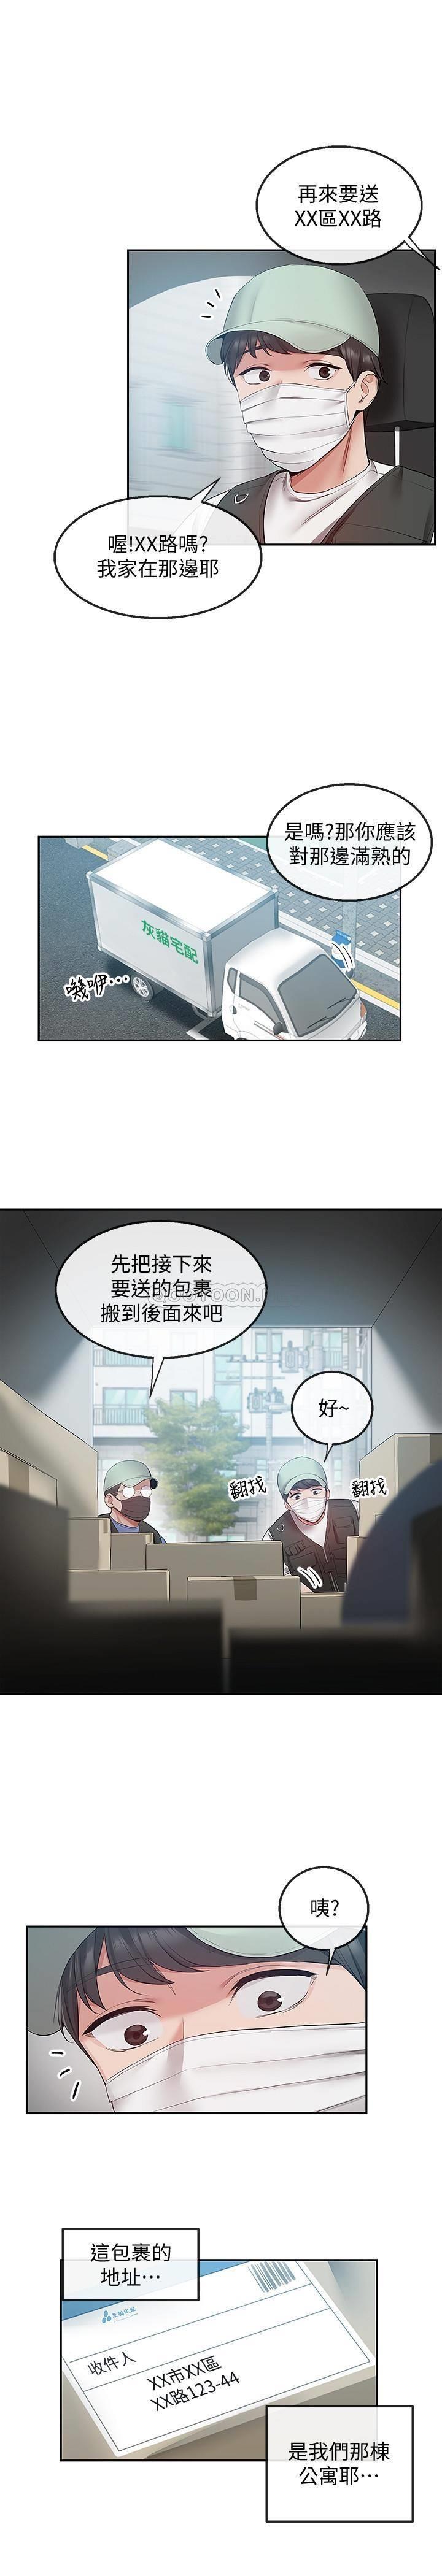 再來要送
XX區XX路
喔!XX路嗎?
我家在那邊耶
是嗎?那你應該
對那邊滿熟的
灰貓宅配
嘰咿…
先把接下來
要送的包裹
搬到後面來吧
好~
翻找
翻找
咦?
這包裹的
地址…
灰貓宅配
收件人
XX市XX區
XX路123-44
是我們那棟
公寓耶…